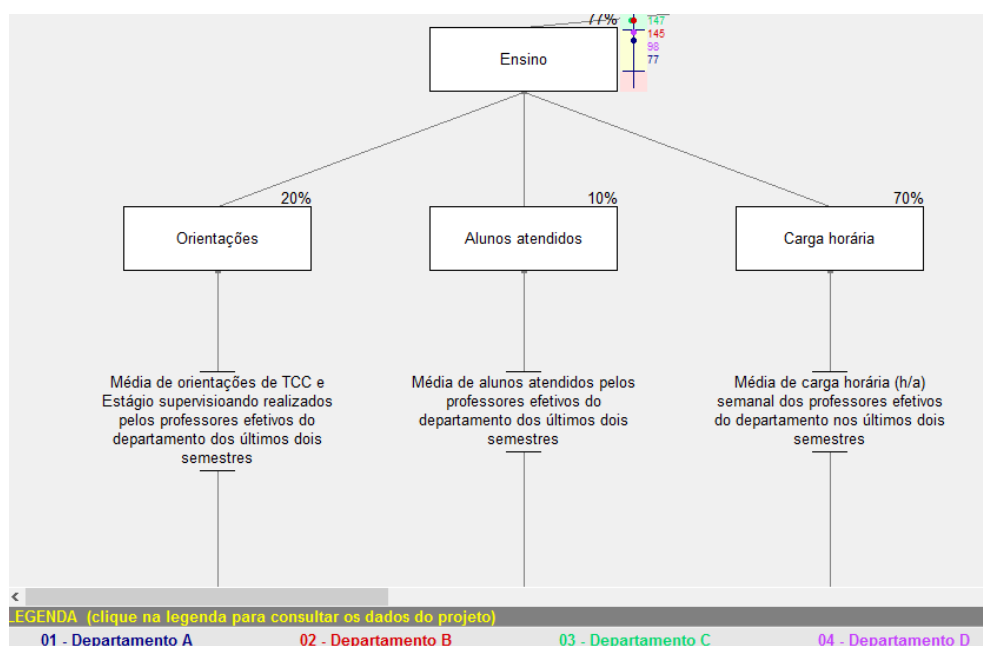 77%
147
145
98
77
Ensino
20%
10%
70%
Orientações
Alunos atendidos
Carga horária
Média de orientações de TCC e
Estágio supervisioando realizados
pelos professores efetivos do
departamento dos últimos dois
semestres
Média de alunos atendidos pelos
professores efetivos do
departamento dos últimos dois
semestres
Média de carga horária (h/a)
semanal dos professores efetivos
do departamento nos últimos dois
semestres
LEGENDA (clique na legenda para consultar os dados do projeto)
01 - Departamento A
02 - Departamento B
03 - Departamento C
04 - Departamento D